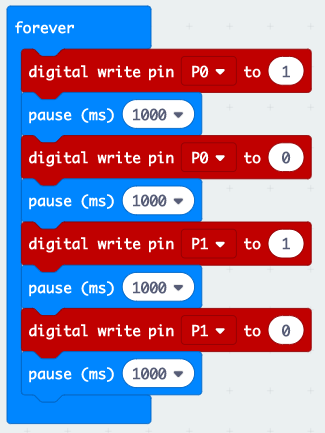 forever
digital write pin P0 to 1
pause (ms) 1000
digital write pin P0 to 0
pause (ms) 1000
digital write pin P1 to 1
pause (ms) 1000
digital write pin P1 to 0
pause (ms) 1000